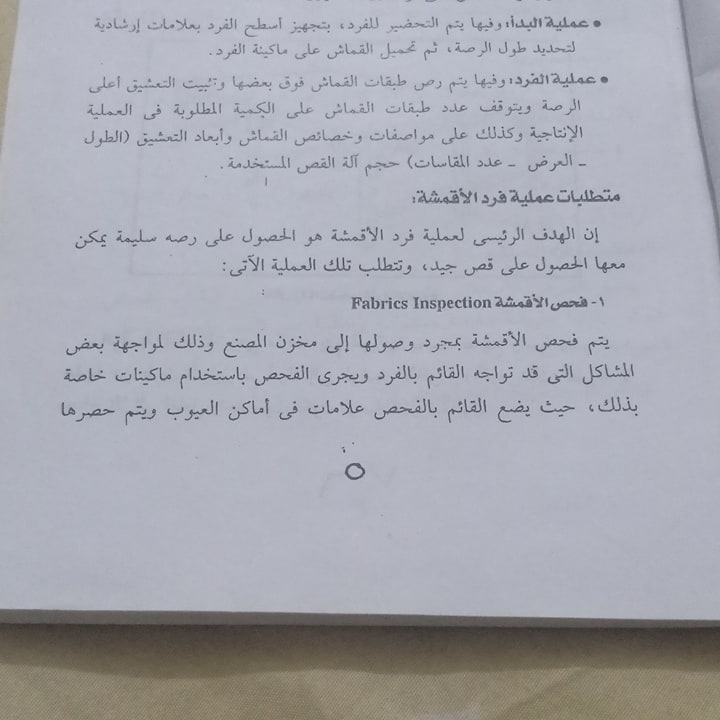 ● عملية البدأ: وفيها يتم التحضير للفرد، بتجهيز أسطح الفرد بعلامات إرشادية
لتحديد طول الرصة، ثم تحميل القماش على ماكينة الفرد.
● عملية الفرد: وفيها يتم رص طبقات القماش فوق بعضها وتثبيت التعشيق أعلى
الرصة ويتوقف عدد طبقات القماش على الكمية المطلوبة فى العملية
الإنتاجية وكذلك على مواصفات وخصائص القماش وأبعاد التعشيق (الطول
ـ العرض ـ عدد المقاسات) حجم آلة القص المستخدمة.
متطلبات عملية فرد الأقمشة:
إن الهدف الرئيسى لعملية فرد الأقمشة هو الحصول على رصه سليمة يمكن
معها الحصول على قص جيد، وتتطلب تلك العملية الآتى:
١- فحص الأقمشة Fabrics Inspection
يتم فحص الأقمشة بمجرد وصولها إلى مخزن المصنع وذلك لمواجهة بعض
المشاكل التى قد تواجه القائم بالفرد ويجرى الفحص باستخدام ماكينات خاصة
بذلك، حيث يضع القائم بالفحص علامات فى أماكن العيوب ويتم حصرها
٥